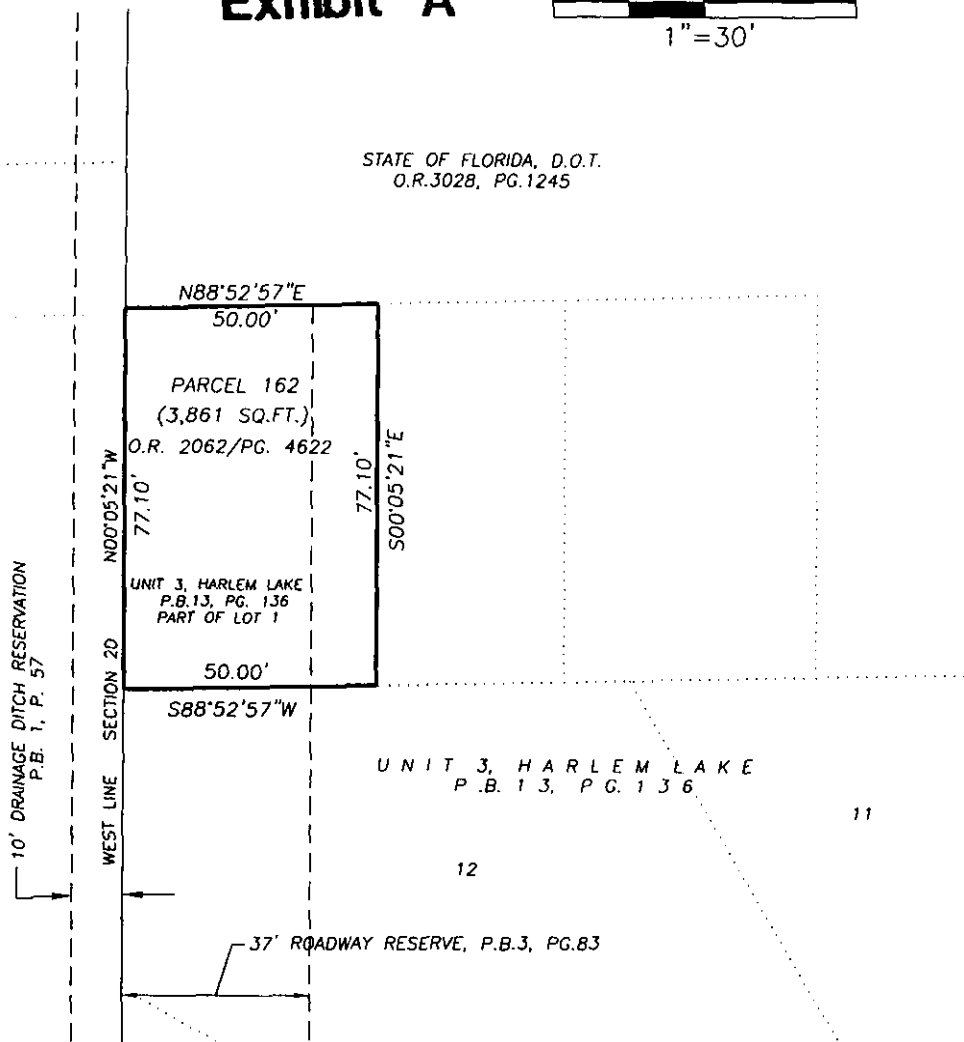 Exhibit "A"
1"=30'
STATE OF FLORIDA, D.O.T.
O.R.3028, PG.1245
N88°52'57"E
50.00'
PARCEL 162
(3,861 SQ.FT.)
O.R. 2062/PG. 4622
N00°05'21"W
77.10'
77.10'
S00°05'21"E
UNIT 3, HARLEM LAKE
P.B.13, PG. 136
PART OF LOT 1
50.00'
S88°52'57"W
10' DRAINAGE DITCH RESERVATION
P.B. 1, P. 57
WEST LINE SECTION 20
UNIT 3, HARLEM LAKE
P.B. 13, PG. 136
11
12
37' ROADWAY RESERVE, P.B.3, PG.83